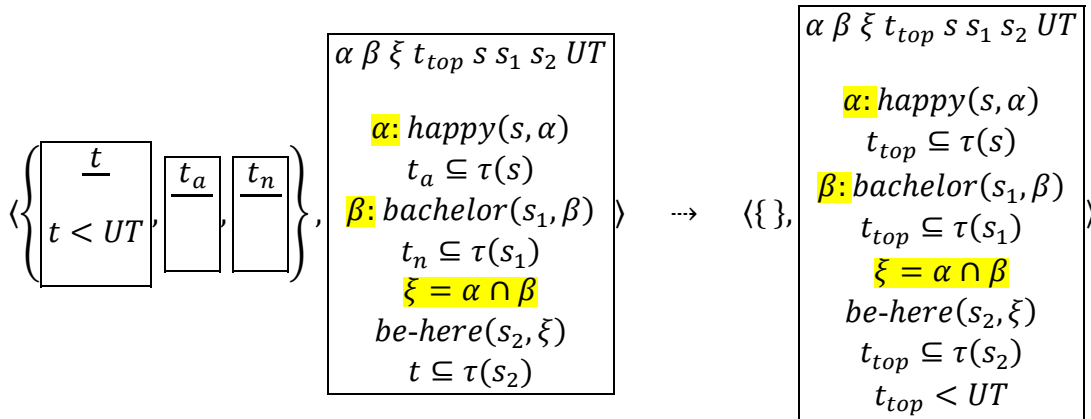 ⟨{ t t < UT , t_a , t_n } , α β ξ t_top s s_1 s_2 UT
α: happy(s, α)
t_a ⊆ τ(s)
β: bachelor(s_1, β)
t_n ⊆ τ(s_1)
ξ = α ∩ β
be-here(s_2, ξ)
t ⊆ τ(s_2)
⟩ ⇢ ⟨{ }, α β ξ t_top s s_1 s_2 UT
α: happy(s, α)
t_top ⊆ τ(s)
β: bachelor(s_1, β)
t_top ⊆ τ(s_1)
ξ = α ∩ β
be-here(s_2, ξ)
t_top ⊆ τ(s_2)
t_top < UT
⟩